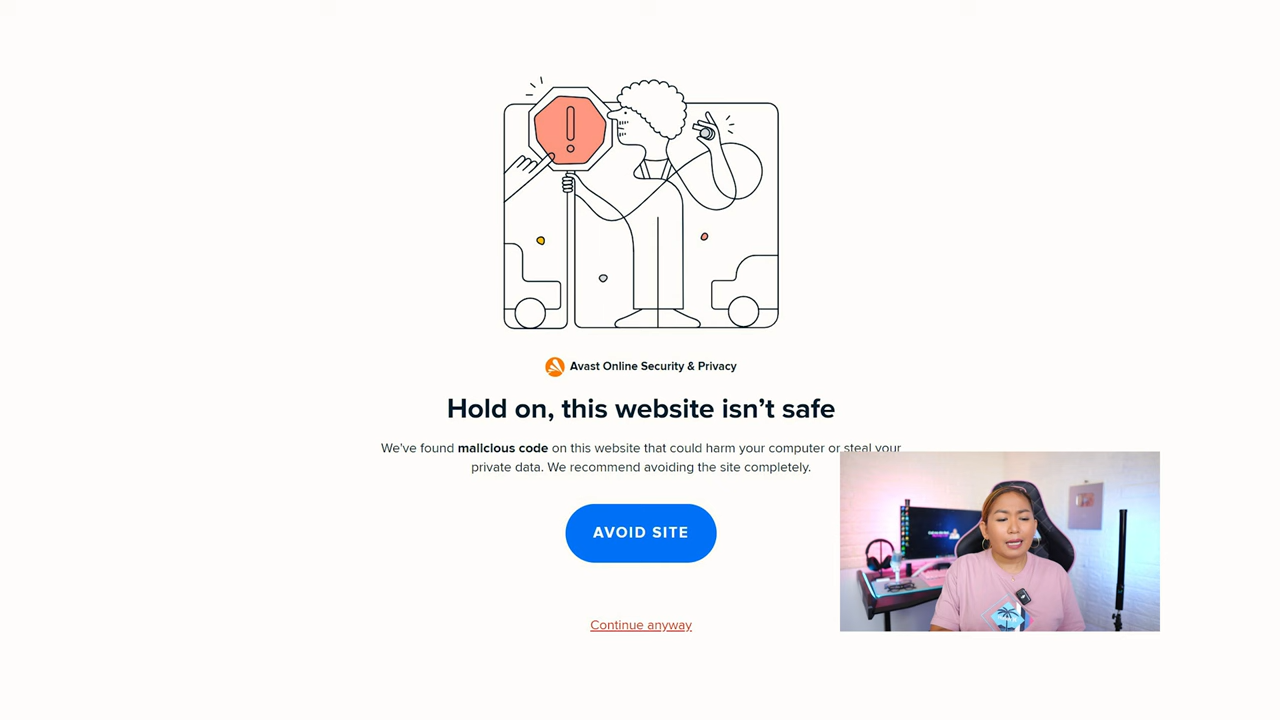 Avast Online Security & Privacy
Hold on, this website isn't safe
We've found malicious code on this website that could harm your computer or steal your
private data. We recommend avoiding the site completely.
AVOID SITE
Continue anyway